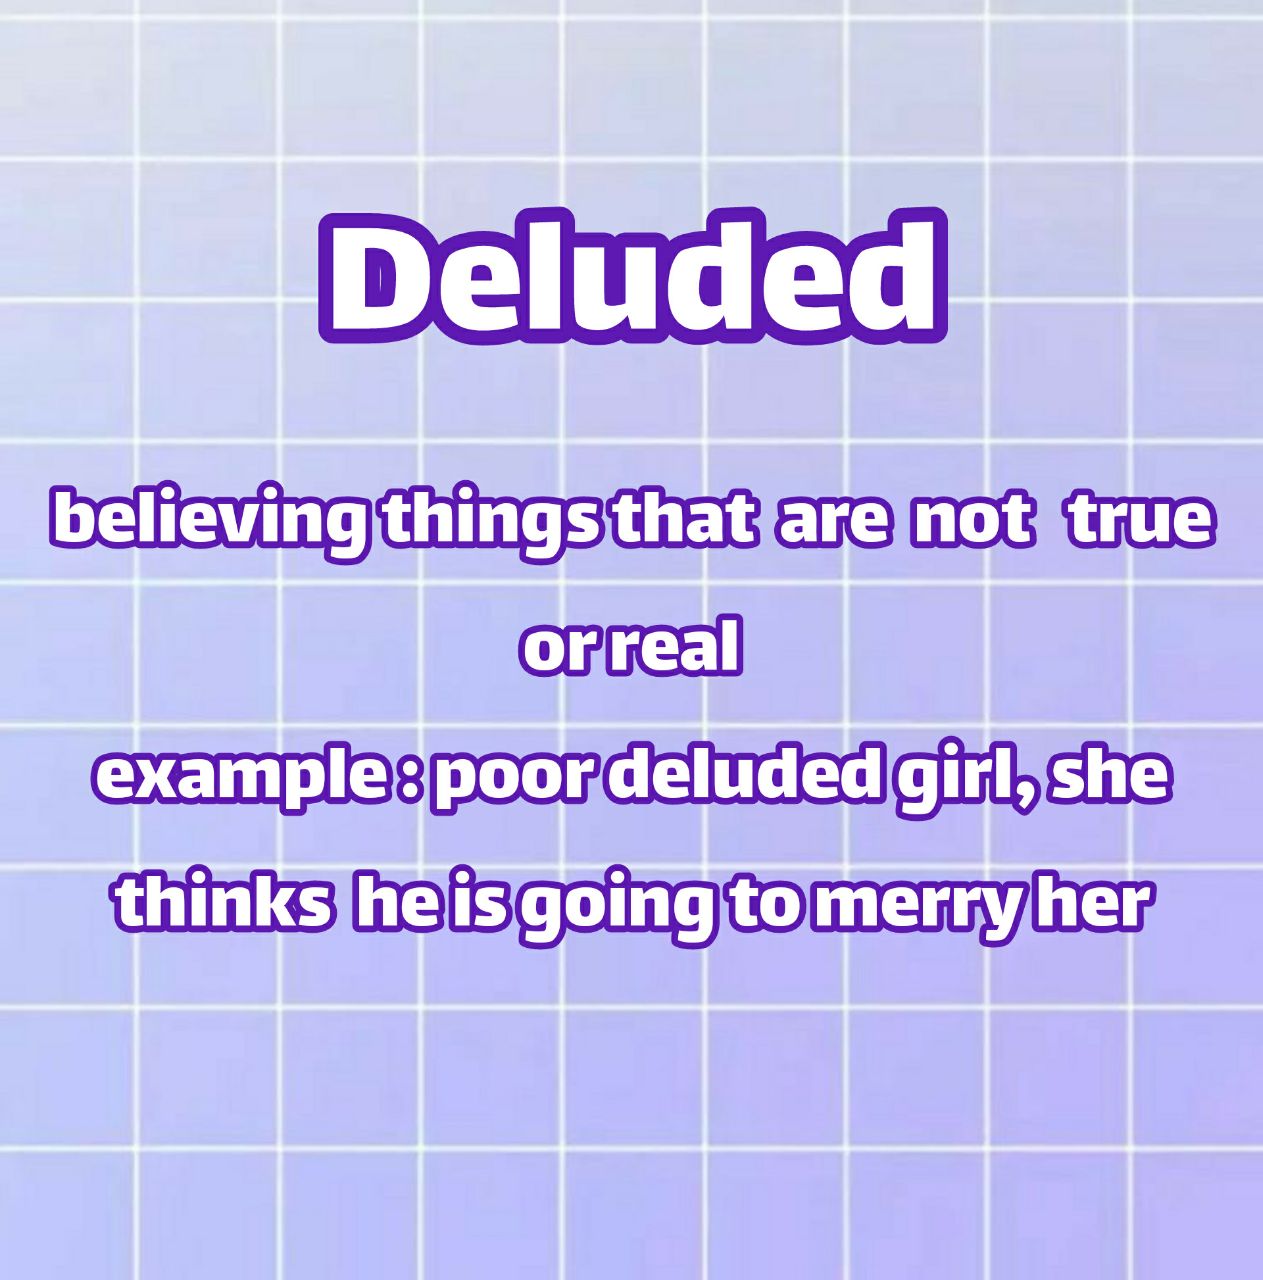 Deluded
believing things that are not true
or real
example : poor deluded girl, she
thinks he is going to merry her